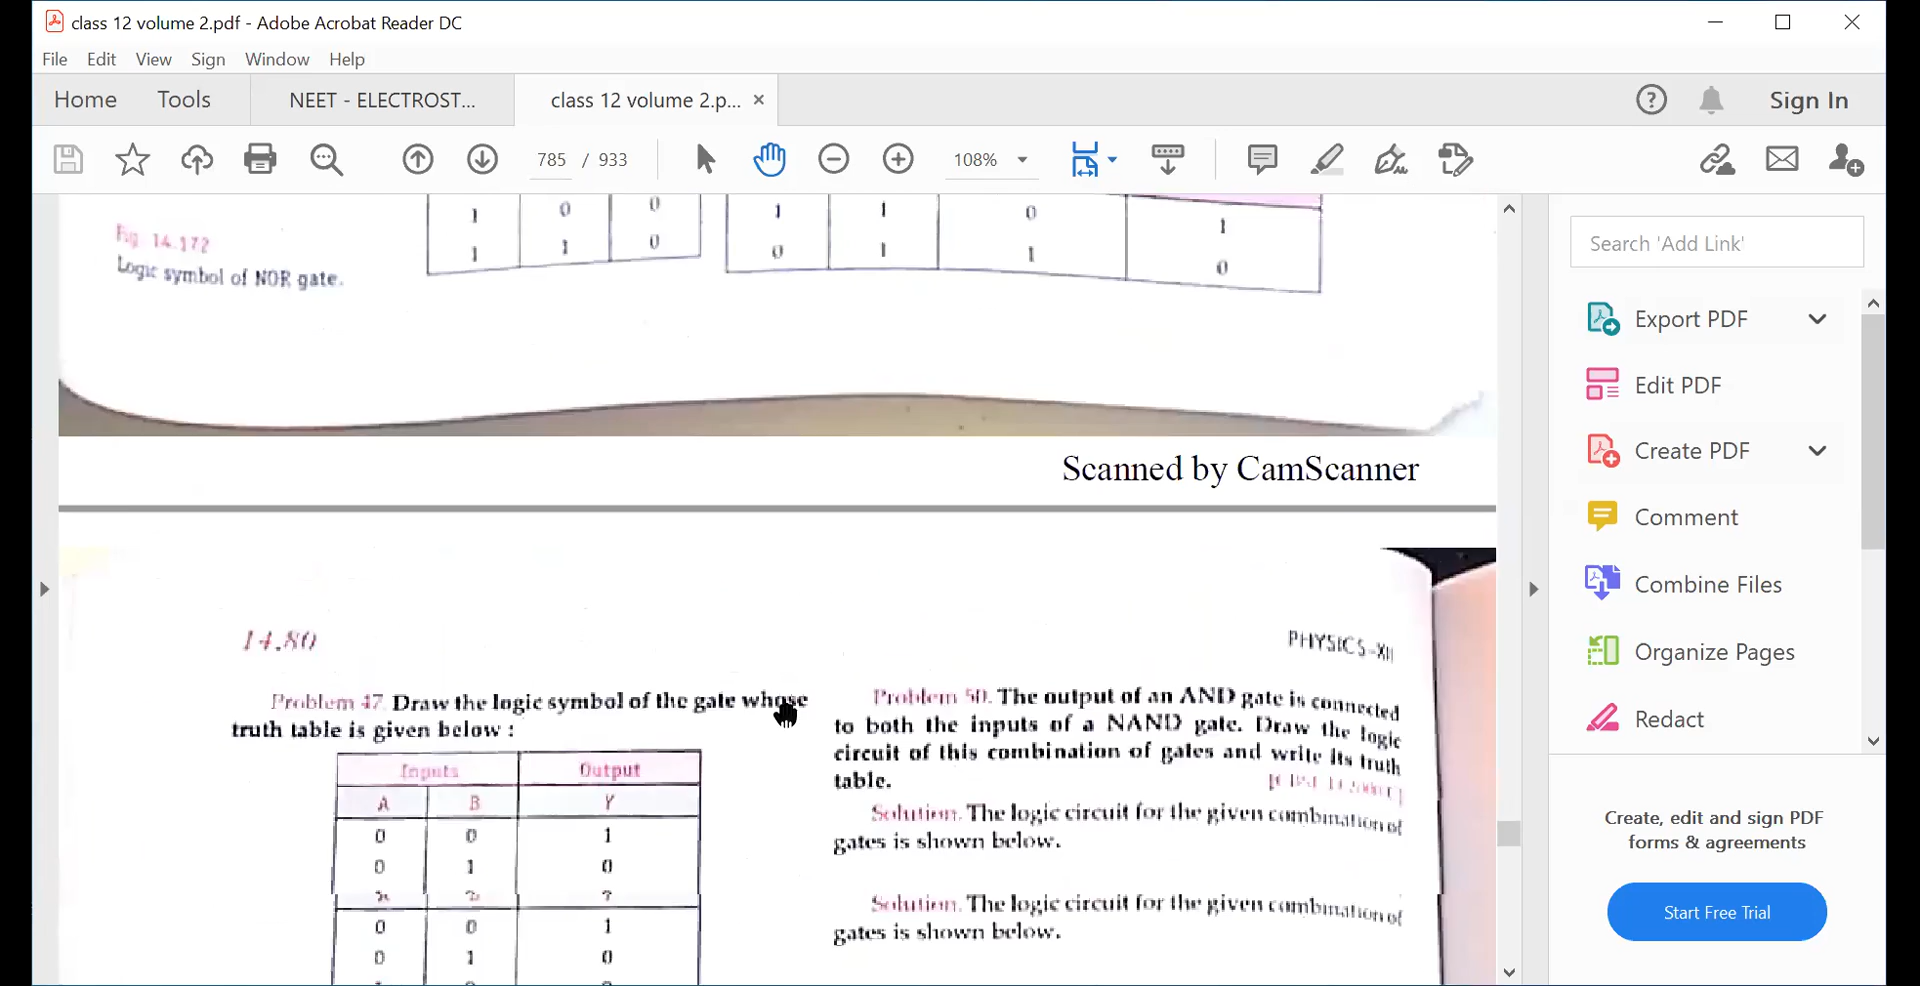 class 12 volume 2.pdf - Adobe Acrobat Reader DC
File Edit View Sign Window Help
Home Tools NEET - ELECTROST... class 12 volume 2.p... ×
Sign In
785 / 933
108%
1 0 0
1 1 0
1 1 0 1
0 1 1 0
Fig. 14.172
Logic symbol of NOR gate.
Scanned by CamScanner
14.80
PHYSICS-XII
Problem 47. Draw the logic symbol of the gate whose
truth table is given below :
Inputs Output
A B Y
0 0 1
0 1 0
0 0 1
0 1 0
Problem 50. The output of an AND gate is connected
to both the inputs of a NAND gate. Draw the logic
circuit of this combination of gates and write its truth
table.
Solution. The logic circuit for the given combination of
gates is shown below.
Solution. The logic circuit for the given combination of
gates is shown below.
Search 'Add Link'
Export PDF
Edit PDF
Create PDF
Comment
Combine Files
Organize Pages
Redact
Create, edit and sign PDF
forms & agreements
Start Free Trial